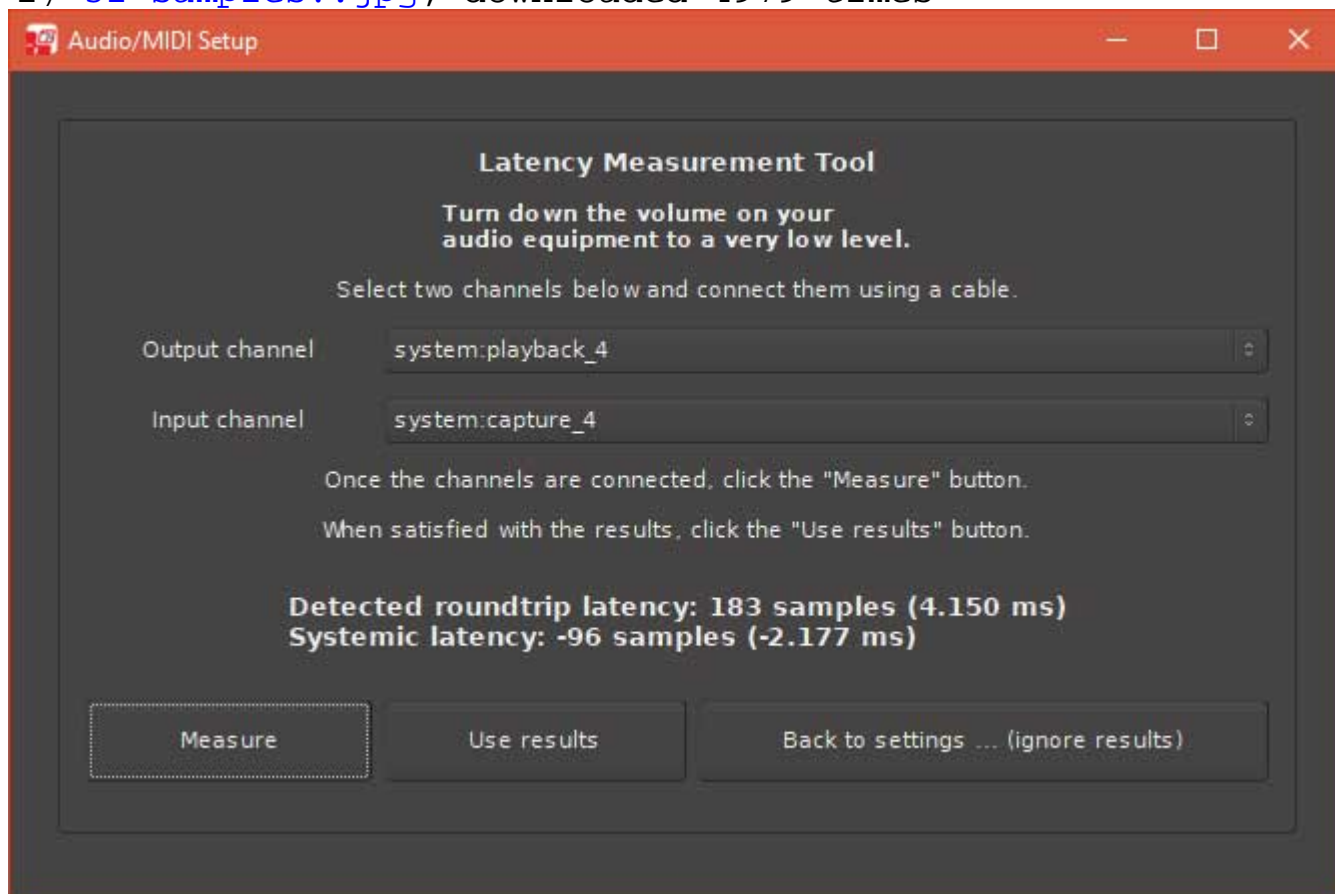 Audio/MIDI Setup
Latency Measurement Tool
Turn down the volume on your
audio equipment to a very low level.
Select two channels below and connect them using a cable.
Output channel system:playback_4
Input channel system:capture_4
Once the channels are connected, click the "Measure" button.
When satisfied with the results, click the "Use results" button.
Detected roundtrip latency: 183 samples (4.150 ms)
Systemic latency: -96 samples (-2.177 ms)
Measure Use results Back to settings ... (ignore results)